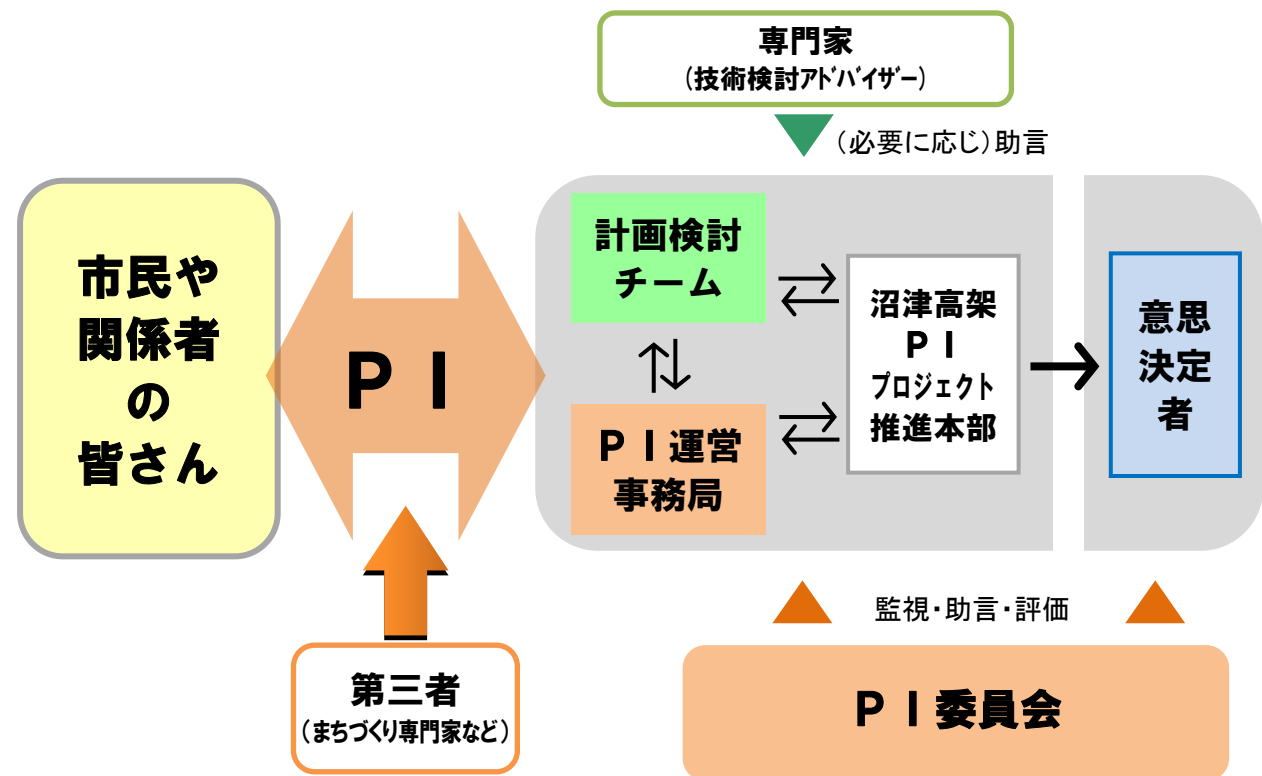 専門家
(技術検討ｱﾄﾞﾊﾞｲｻﾞｰ)
(必要に応じ)助言
市民や
関係者
の
皆さん
ＰＩ
計画検討
チーム
ＰＩ運営
事務局
沼津高架
ＰＩ
プロジェクト
推進本部
意思
決定
者
監視・助言・評価
第三者
(まちづくり専門家など)
ＰＩ委員会